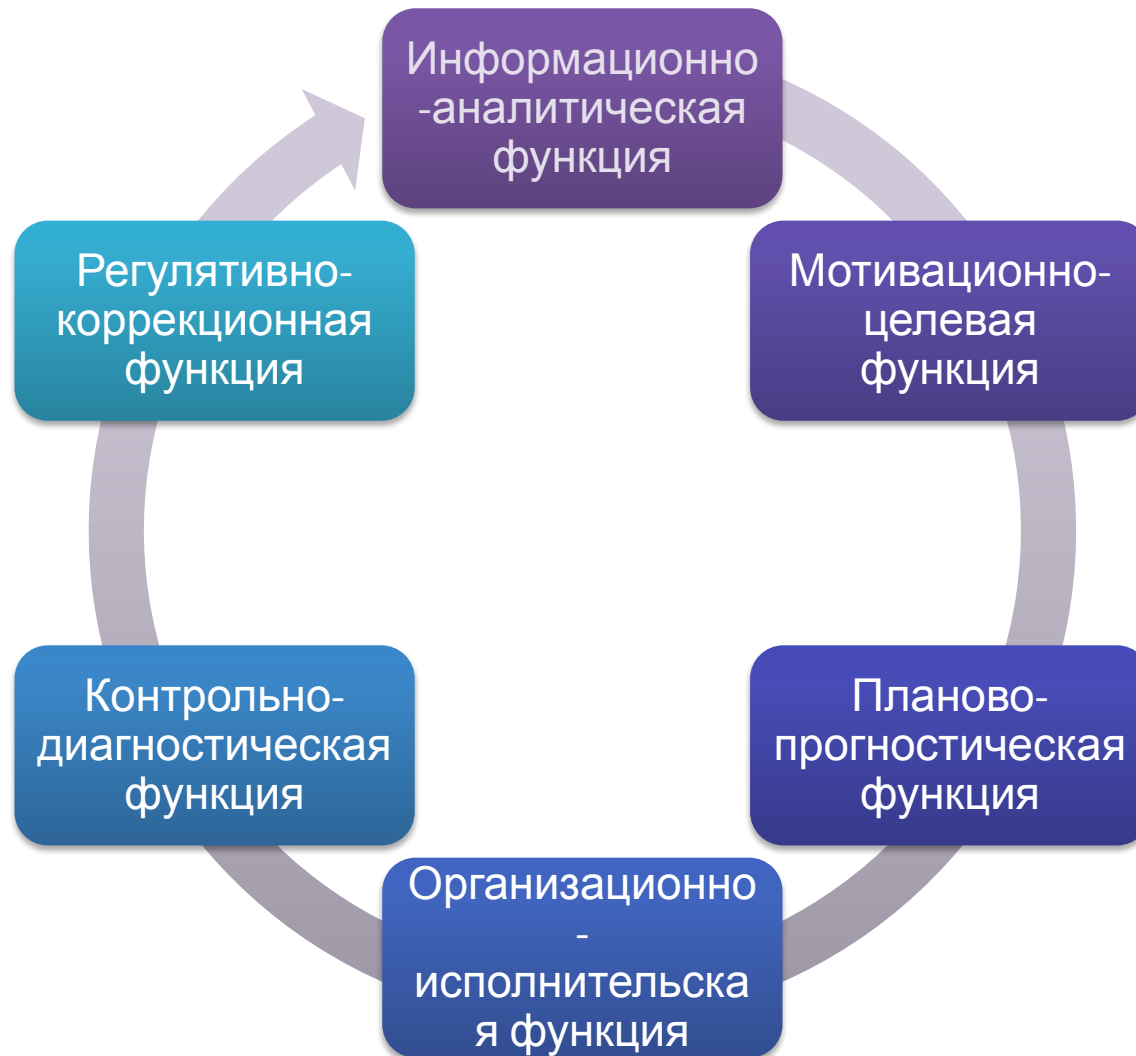 Информационно
-аналитическая
функция
Мотивационно-
целевая
функция
Планово-
прогностическая
функция
Организационно
-
исполнительска
я функция
Контрольно-
диагностическая
функция
Регулятивно-
коррекционная
функция